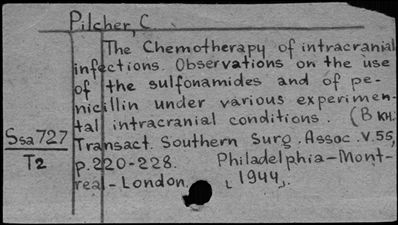 Pilcher, C
The Chemotherapy of intracranial
infections. Observations on the use
of the sulfonamides and of pe-
nicillin under various experimen-
tal intracranial conditions. (В кн.:
Ssa 727
T2
Transact. Southern Surg. Assoc. V.55,
p.220-228. Philadelphia-Mont-
real-London. [1944].